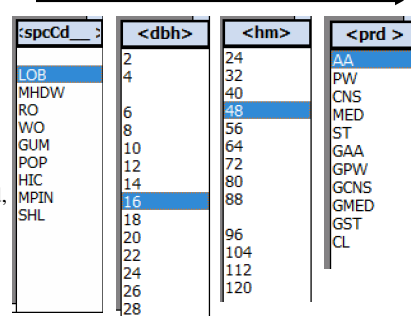 <spcCd__ >
LOB
MHDW
RO
WO
GUM
POP
HIC
MPIN
SHL
<dbh>
2
4
6
8
10
12
14
16
18
20
22
24
26
28
<hm>
24
32
40
48
56
64
72
80
88
96
104
112
120
<prd >
AA
PW
CNS
MED
ST
GAA
GPW
GCNS
GMED
GST
CL
,